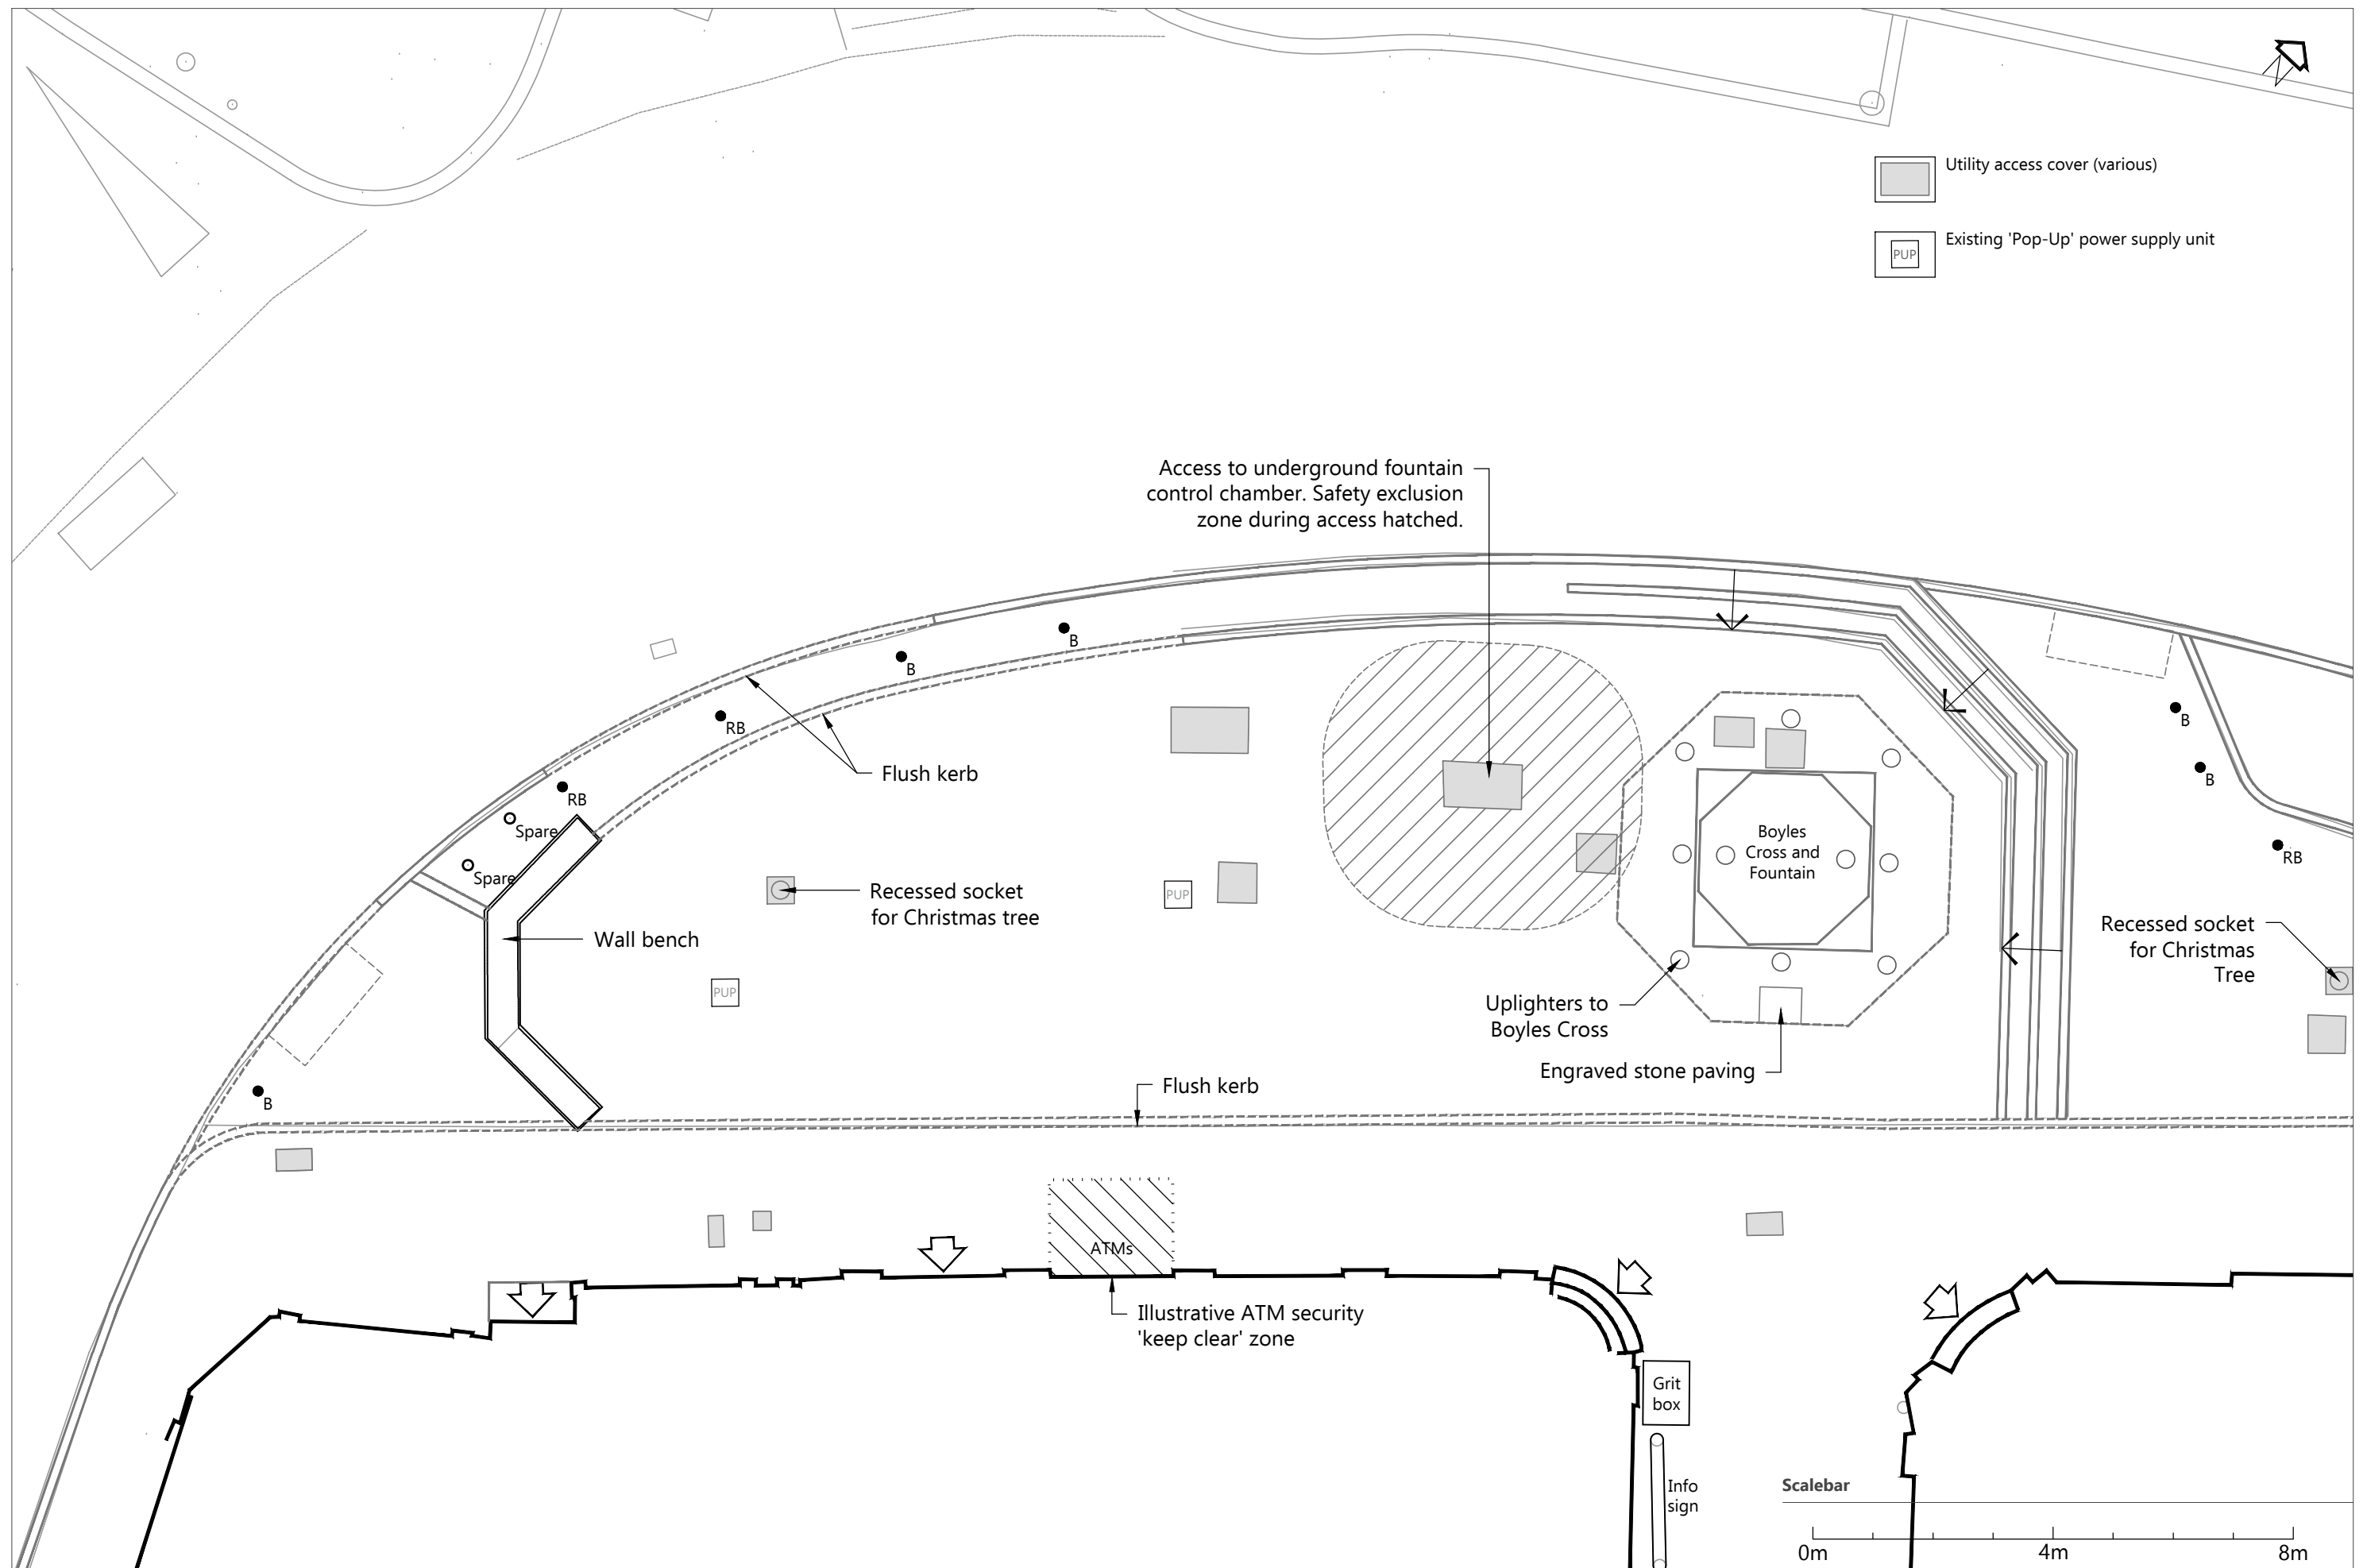 Utility access cover (various)
PUP
Existing 'Pop-Up' power supply unit
Access to underground fountain
control chamber. Safety exclusion
zone during access hatched.
B
B
RB
B
B
Flush kerb
RB
Spare
Spare
RB
Boyles
Cross and
Fountain
PUP
Recessed socket
for Christmas tree
Wall bench
Recessed socket
for Christmas
Tree
PUP
Uplighters to
Boyles Cross
Engraved stone paving
Flush kerb
B
ATMs
Illustrative ATM security
'keep clear' zone
Grit
box
Info
sign
Scalebar
0m 4m 8m